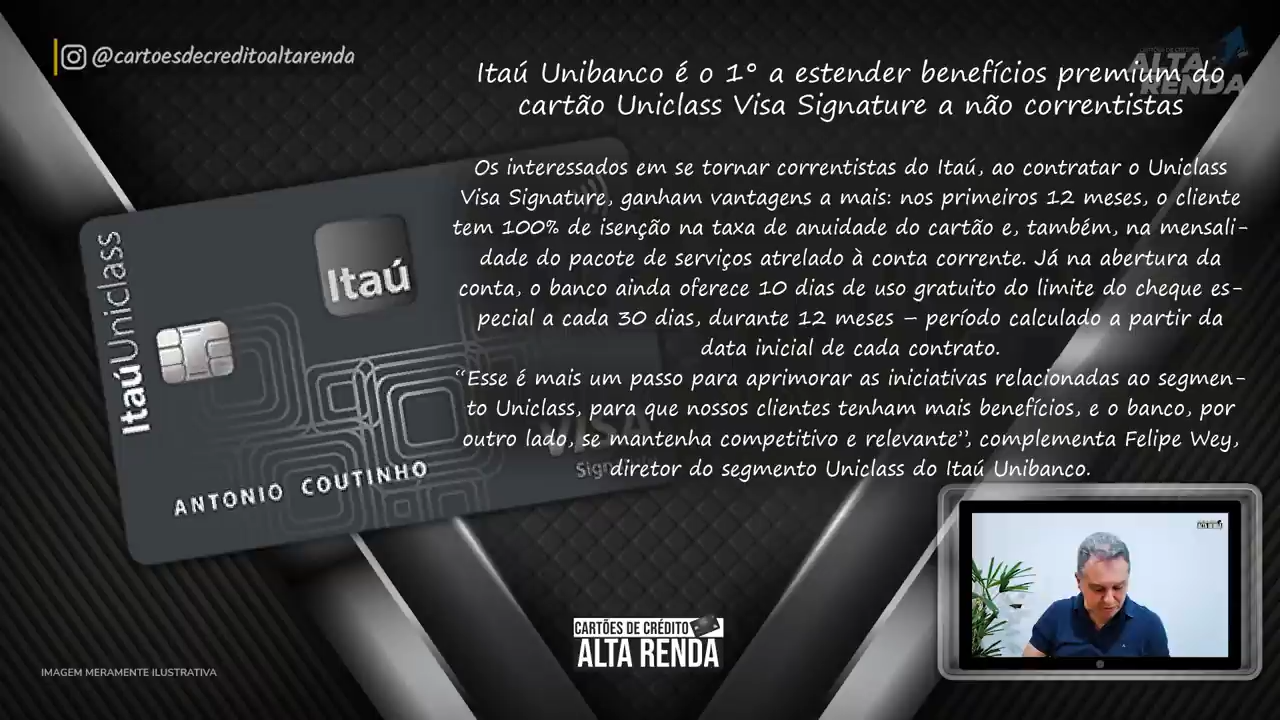 @cartoesdecreditoaltarenda
CARTÕES DE CRÉDITO
ALTA
RENDA
Itaú Unibanco é o 1º a estender benefícios premium do
cartão Uniclass Visa Signature a não correntistas
Os interessados em se tornar correntistas do Itaú, ao contratar o Uniclass
Visa Signature, ganham vantagens a mais: nos primeiros 12 meses, o cliente
tem 100% de isenção na taxa de anuidade do cartão e, também, na mensali-
dade do pacote de serviços atrelado à conta corrente. Já na abertura da
conta, o banco ainda oferece 10 dias de uso gratuito do limite do cheque es-
pecial a cada 30 dias, durante 12 meses – período calculado a partir da
data inicial de cada contrato.
“Esse é mais um passo para aprimorar as iniciativas relacionadas ao segmen-
to Uniclass, para que nossos clientes tenham mais benefícios, e o banco, por
outro lado, se mantenha competitivo e relevante”, complementa Felipe Wey,
diretor do segmento Uniclass do Itaú Unibanco.
ItaúUniclass
Itaú
VISA
Signature
ANTONIO COUTINHO
CARTÕES DE CRÉDITO
ALTA RENDA
IMAGEM MERAMENTE ILUSTRATIVA